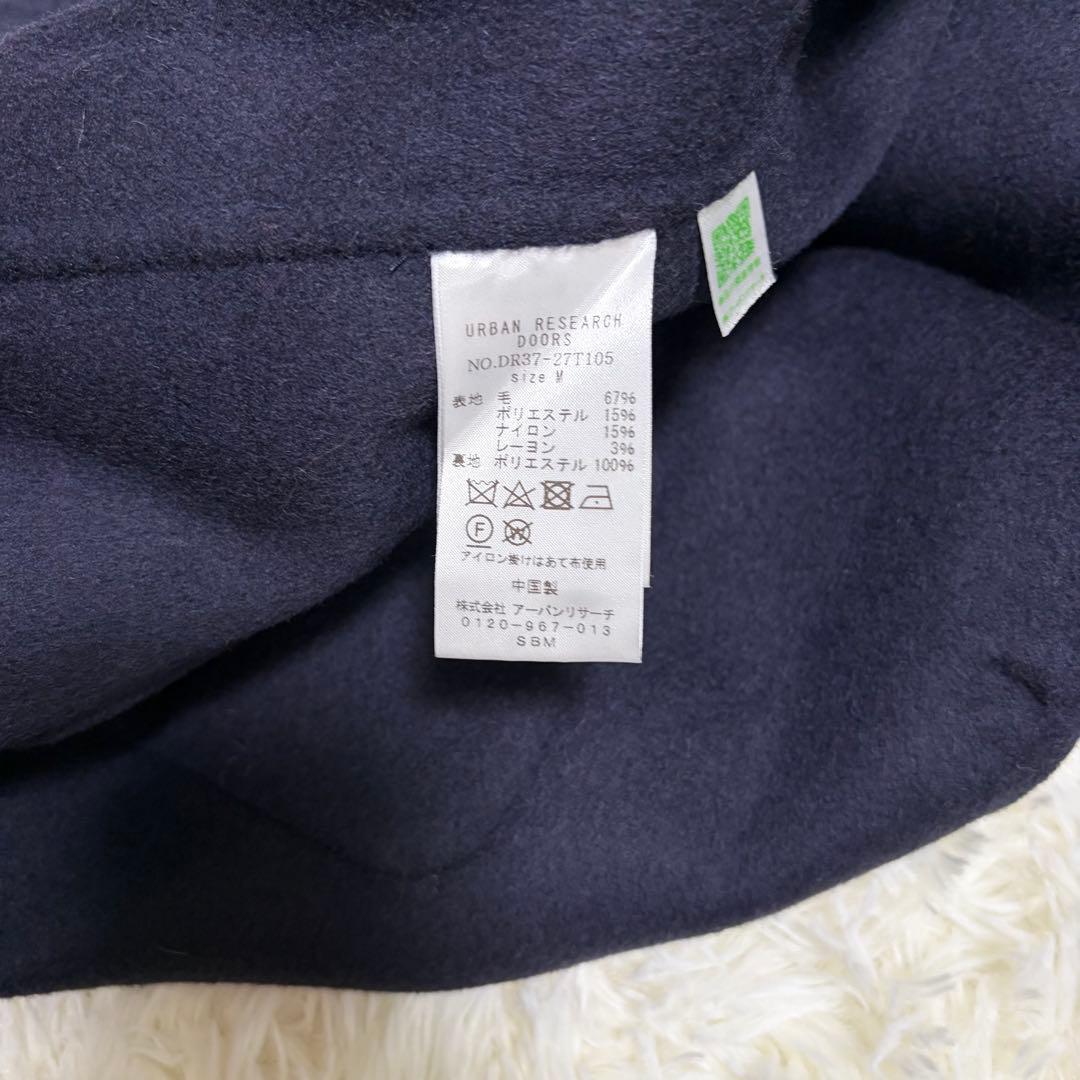 URBAN RESEARCH
DOORS
NO.DR37-27T105
size M
表地 毛 67%
ポリエステル 15%
ナイロン 15%
レーヨン 3%
裏地 ポリエステル 100%
F W
アイロン掛けはあて布使用
中国製
株式会社 アーバンリサーチ
0120-967-013
SBM